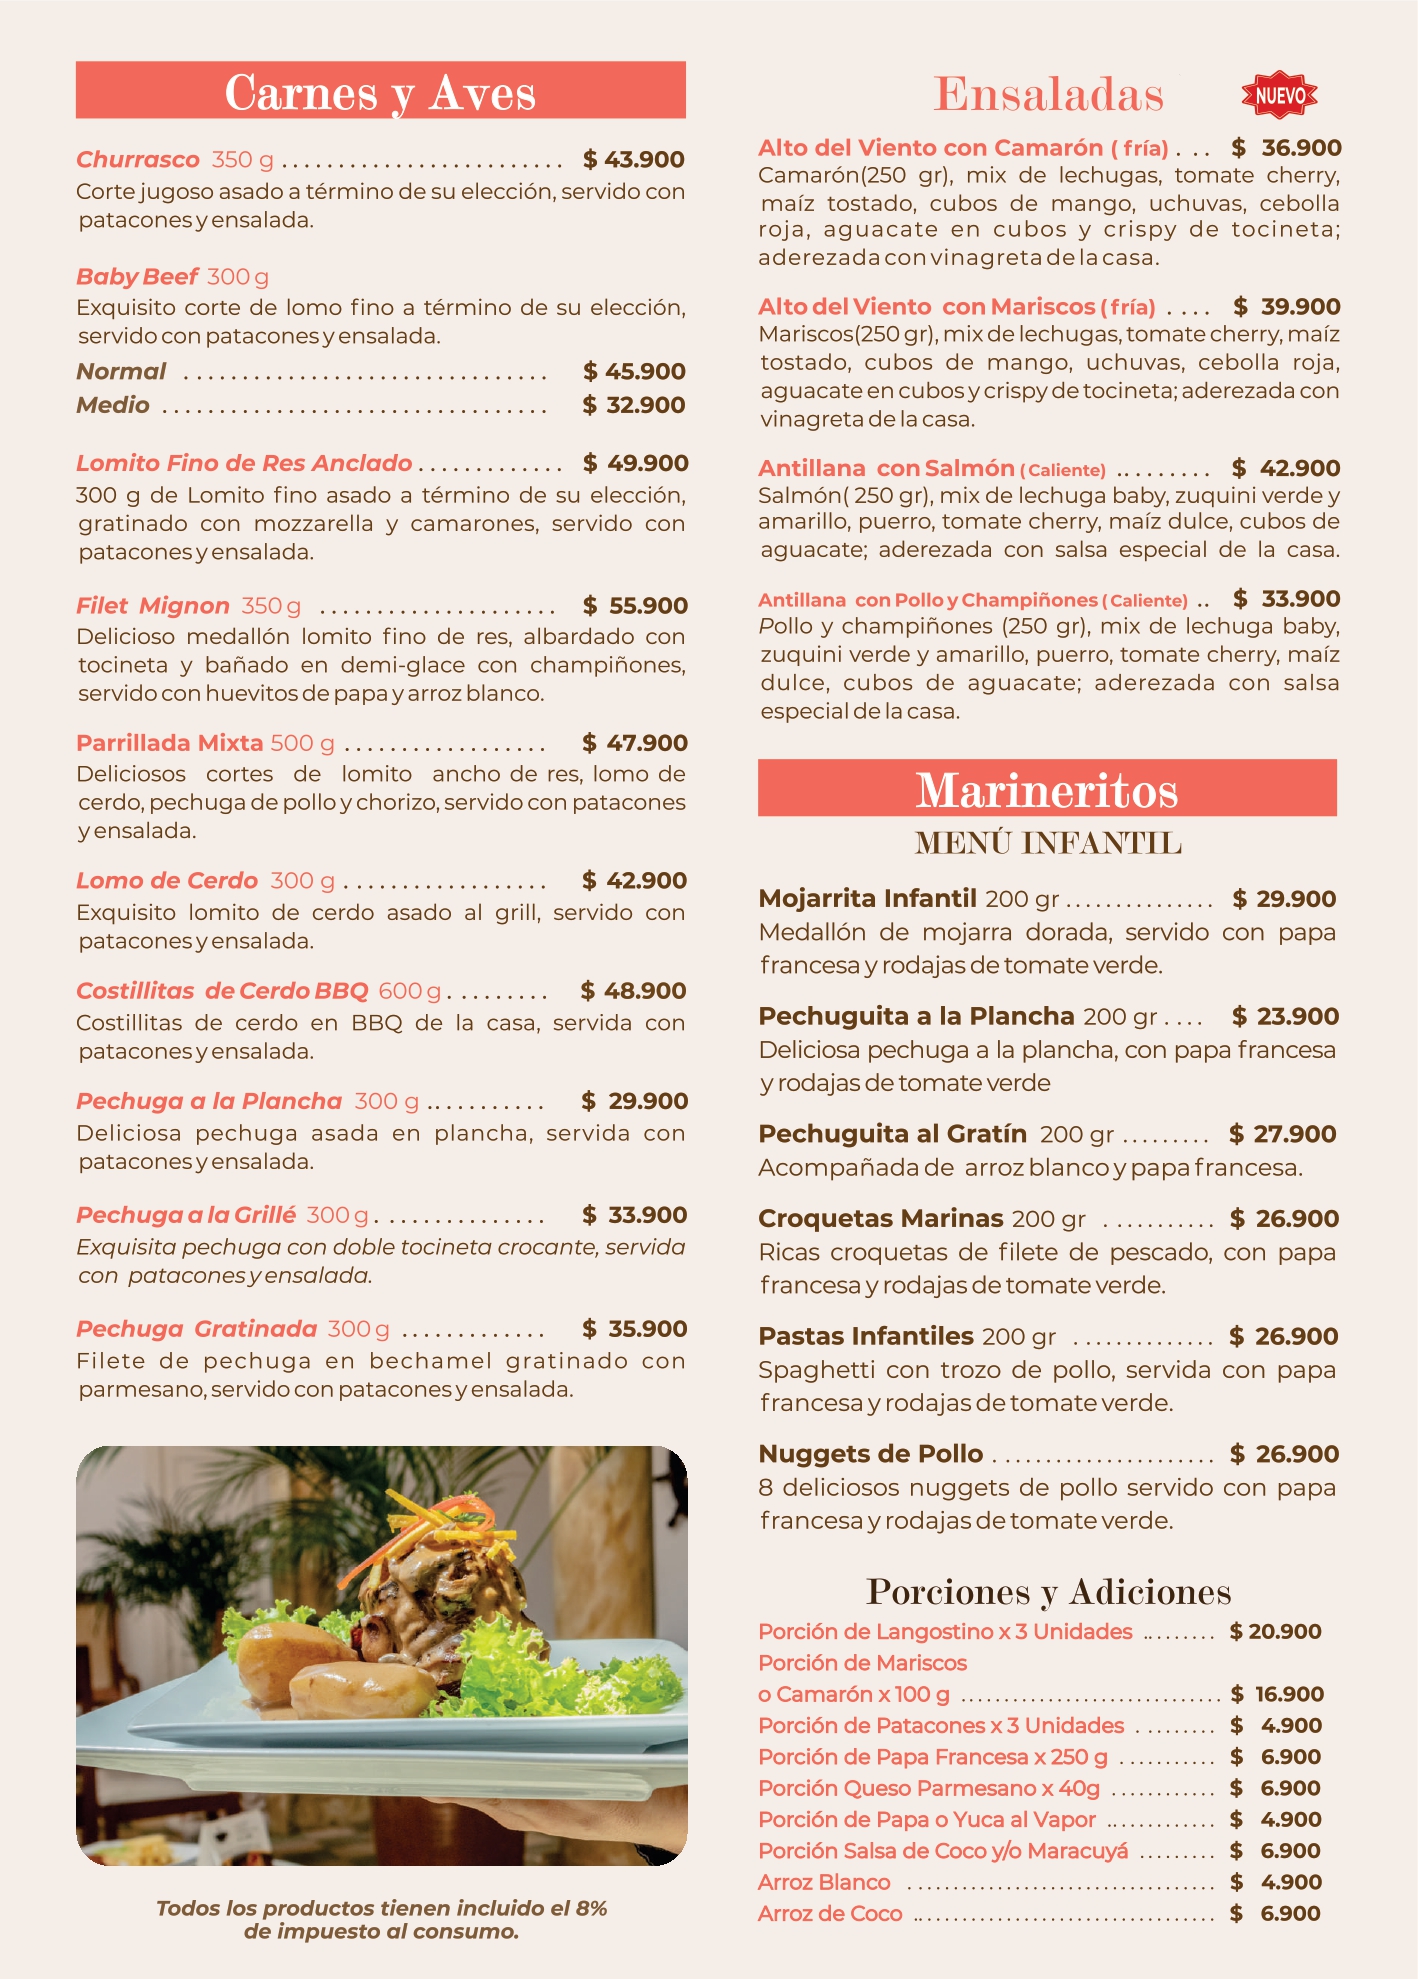 Carnes y Aves
Churrasco 350 g ......................... $ 43.900
Corte jugoso asado a término de su elección, servido con
patacones y ensalada.
Baby Beef 300 g
Exquisito corte de lomo fino a término de su elección,
servido con patacones y ensalada.
Normal ................................ $ 45.900
Medio .................................. $ 32.900
Lomito Fino de Res Anclado ............. $ 49.900
300 g de Lomito fino asado a término de su elección,
gratinado con mozzarella y camarones, servido con
patacones y ensalada.
Filet Mignon 350 g ..................... $ 55.900
Delicioso medallón lomito fino de res, albardado con
tocineta y bañado en demi-glace con champiñones,
servido con huevitos de papa y arroz blanco.
Parrillada Mixta 500 g .................. $ 47.900
Deliciosos cortes de lomito ancho de res, lomo de
cerdo, pechuga de pollo y chorizo, servido con patacones
y ensalada.
Lomo de Cerdo 300 g .................. $ 42.900
Exquisito lomito de cerdo asado al grill, servido con
patacones y ensalada.
Costillitas de Cerdo BBQ 600 g ......... $ 48.900
Costillitas de cerdo en BBQ de la casa, servida con
patacones y ensalada.
Pechuga a la Plancha 300 g ........... $ 29.900
Deliciosa pechuga asada en plancha, servida con
patacones y ensalada.
Pechuga a la Grillé 300 g ............... $ 33.900
Exquisita pechuga con doble tocineta crocante, servida
con patacones y ensalada.
Pechuga Gratinada 300 g ............. $ 35.900
Filete de pechuga en bechamel gratinado con
parmesano, servido con patacones y ensalada.
Todos los productos tienen incluido el 8%
de impuesto al consumo.
Ensaladas
NUEVO
Alto del Viento con Camarón ( fría) . . . $ 36.900
Camarón(250 gr), mix de lechugas, tomate cherry,
maíz tostado, cubos de mango, uchuvas, cebolla
roja, aguacate en cubos y crispy de tocineta;
aderezada con vinagreta de la casa.
Alto del Viento con Mariscos (fría) .... $ 39.900
Mariscos(250 gr), mix de lechugas, tomate cherry, maíz
tostado, cubos de mango, uchuvas, cebolla roja,
aguacate en cubos y crispy de tocineta; aderezada con
vinagreta de la casa.
Antillana con Salmón ( Caliente) ......... $ 42.900
Salmón( 250 gr), mix de lechuga baby, zuquini verde y
amarillo, puerro, tomate cherry, maíz dulce, cubos de
aguacate; aderezada con salsa especial de la casa.
Antillana con Pollo y Champiñones ( Caliente) .. $ 33.900
Pollo y champiñones (250 gr), mix de lechuga baby,
zuquini verde y amarillo, puerro, tomate cherry, maíz
dulce, cubos de aguacate; aderezada con salsa
especial de la casa.
Marineritos
MENÚ INFANTIL
Mojarrita Infantil 200 gr ............... $ 29.900
Medallón de mojarra dorada, servido con papa
francesa y rodajas de tomate verde.
Pechuguita a la Plancha 200 gr .... $ 23.900
Deliciosa pechuga a la plancha, con papa francesa
y rodajas de tomate verde
Pechuguita al Gratín 200 gr ......... $ 27.900
Acompañada de arroz blanco y papa francesa.
Croquetas Marinas 200 gr ........... $ 26.900
Ricas croquetas de filete de pescado, con papa
francesa y rodajas de tomate verde.
Pastas Infantiles 200 gr ............. $ 26.900
Spaghetti con trozo de pollo, servida con papa
francesa y rodajas de tomate verde.
Nuggets de Pollo ..................... $ 26.900
8 deliciosos nuggets de pollo servido con papa
francesa y rodajas de tomate verde.
Porciones y Adiciones
Porción de Langostino x 3 Unidades ......... $ 20.900
Porción de Mariscos
o Camarón x 100 g ............................... $ 16.900
Porción de Patacones x 3 Unidades ......... $ 4.900
Porción de Papa Francesa x 250 g ........... $ 6.900
Porción Queso Parmesano x 40g ............ $ 6.900
Porción de Papa o Yuca al Vapor ............. $ 4.900
Porción Salsa de Coco y/o Maracuyá ......... $ 6.900
Arroz Blanco ................................... $ 4.900
Arroz de Coco ................................... $ 6.900